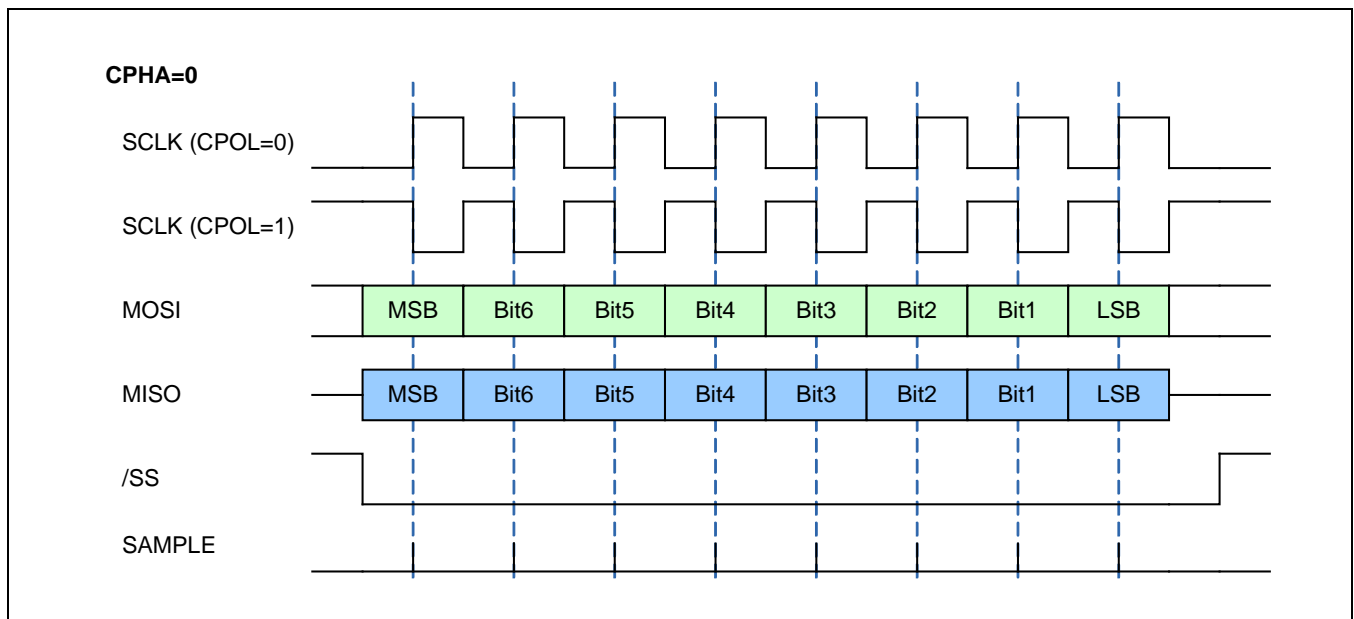 CPHA=0
SCLK (CPOL=0)
SCLK (CPOL=1)
MOSI MSB Bit6 Bit5 Bit4 Bit3 Bit2 Bit1 LSB
MISO MSB Bit6 Bit5 Bit4 Bit3 Bit2 Bit1 LSB
/SS
SAMPLE